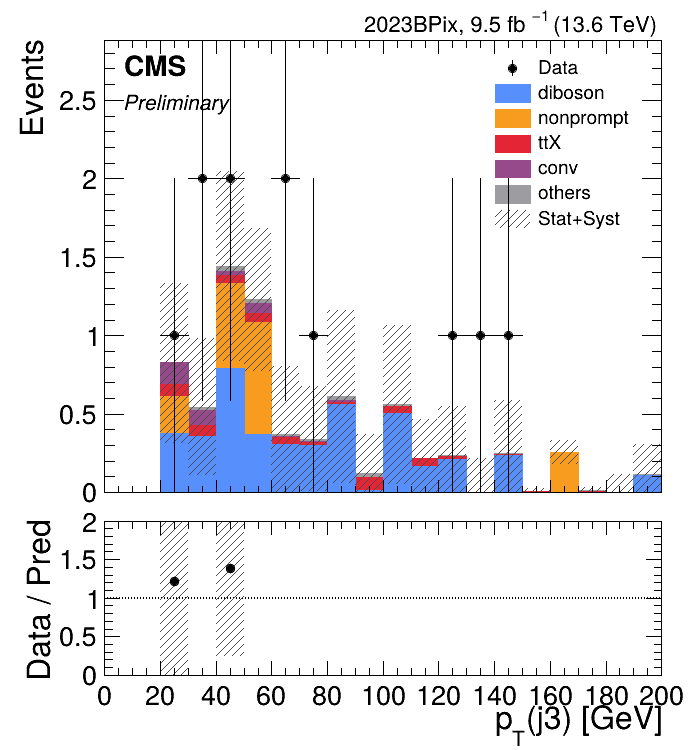 2023BPix, 9.5 fb⁻¹ (13.6 TeV)
CMS
Preliminary
Events
Data
diboson
nonprompt
ttX
conv
others
Stat+Syst
2.5
2
1.5
1
0.5
0
Data / Pred
2
1.5
1
0.5
0
0 20 40 60 80 100 120 140 160 180 200
p_T(j3) [GeV]